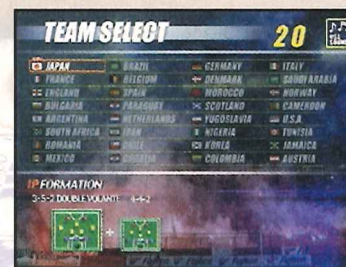 TEAM SELECT 20
JAPAN BRAZIL GERMANY ITALY
FRANCE BELGIUM DENMARK SAUDI ARABIA
ENGLAND SPAIN MOROCCO NORWAY
BULGARIA PARAGUAY SCOTLAND CAMEROON
ARGENTINA NETHERLANDS YUGOSLAVIA U.S.A.
SOUTH AFRICA IRAN NIGERIA TUNISIA
ROMANIA CHILE KOREA JAMAICA
MEXICO CROATIA COLOMBIA AUSTRIA
1P FORMATION
3-5-2 DOUBLE VOLANTE 4-4-2